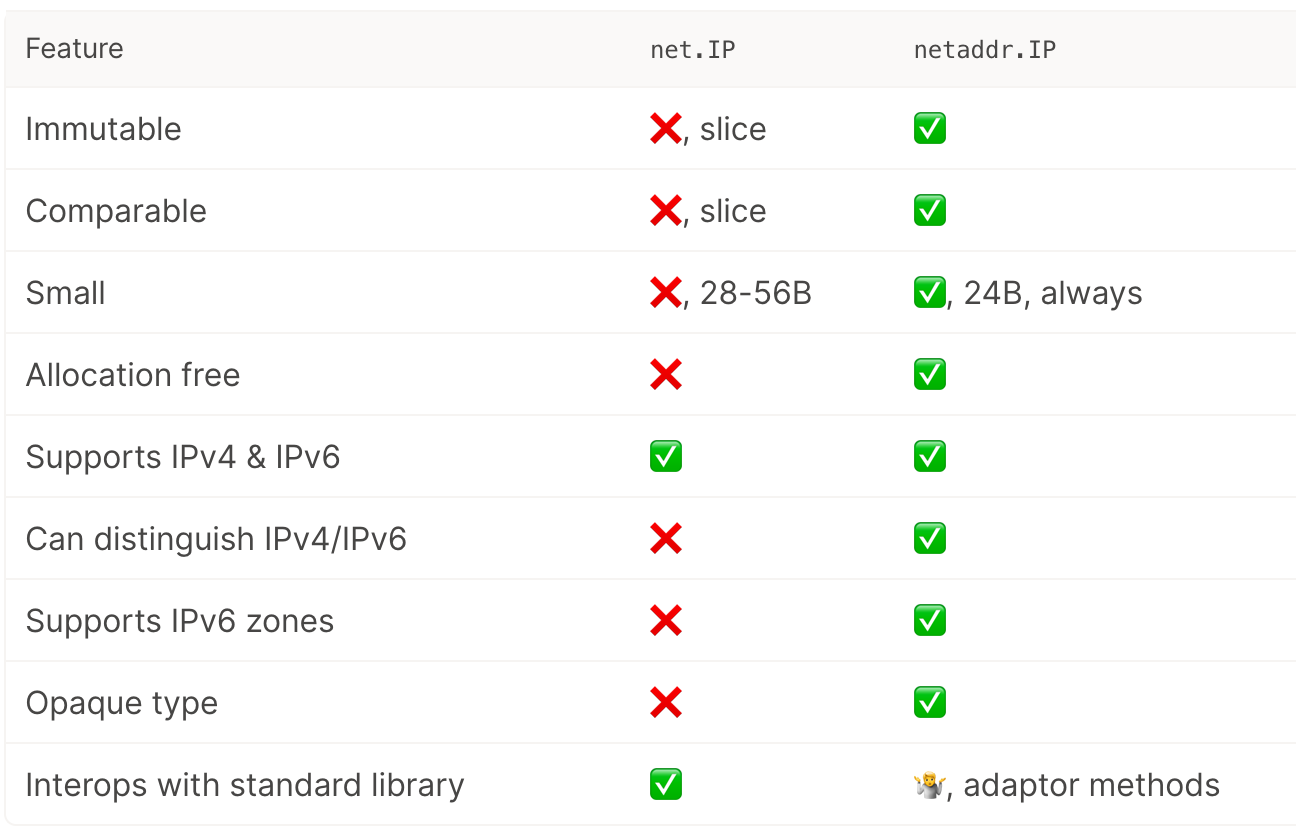 Feature net.IP netaddr.IP
Immutable ❌, slice ✅
Comparable ❌, slice ✅
Small ❌, 28-56B ✅, 24B, always
Allocation free ❌ ✅
Supports IPv4 & IPv6 ✅ ✅
Can distinguish IPv4/IPv6 ❌ ✅
Supports IPv6 zones ❌ ✅
Opaque type ❌ ✅
Interops with standard library ✅ 🤷, adaptor methods